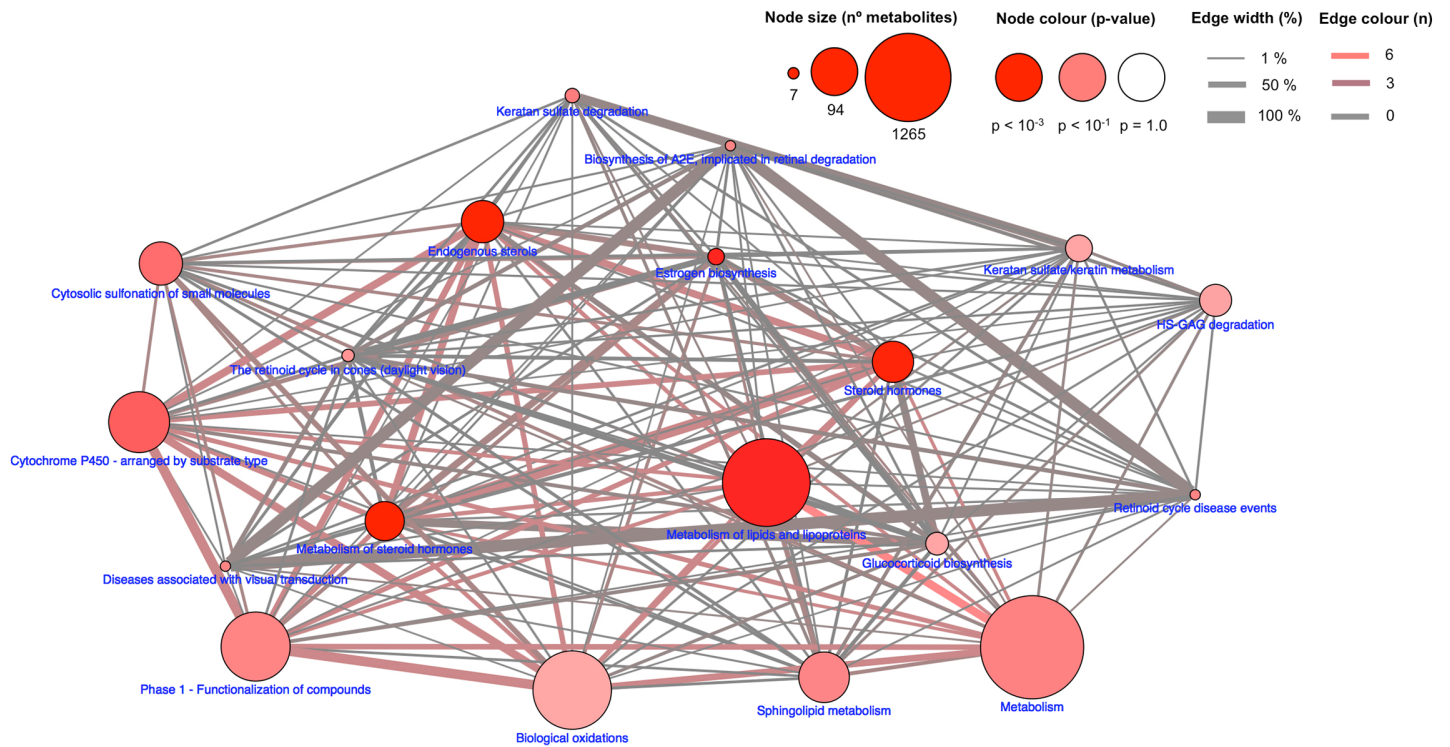 Node size (nº metabolites)
Node colour (p-value)
Edge width (%)
Edge colour (n)
7
94
1265
p < 10-3
p < 10-1
p = 1.0
1 %
50 %
100 %
6
3
0
Keratan sulfate degradation
Biosynthesis of A2E, implicated in retinal degradation
Endogenous sterols
Estrogen biosynthesis
Keratan sulfate/keratin metabolism
Cytosolic sulfonation of small molecules
HS-GAG degradation
The retinoid cycle in cones (daylight vision)
Steroid hormones
Cytochrome P450 - arranged by substrate type
Retinoid cycle disease events
Metabolism of lipids and lipoproteins
Metabolism of steroid hormones
Glucocorticoid biosynthesis
Diseases associated with visual transduction
Phase 1 - Functionalization of compounds
Sphingolipid metabolism
Metabolism
Biological oxidations